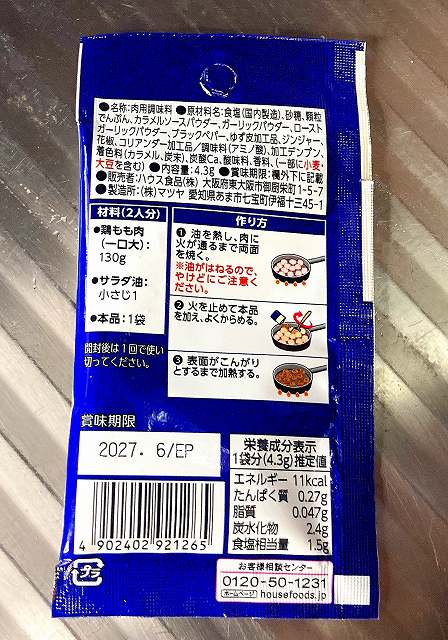 ●名称:肉用調味料 ●原材料名:食塩(国内製造)、砂糖、顆粒
でんぷん、カラメルソースパウダー、ガーリックパウダー、ロースト
ガーリックパウダー、ブラックペパー、ゆず皮加工品、ジンジャー、
花椒、コリアンダー加工品/調味料(アミノ酸)、加工デンプン、
着色料(カラメル、炭末)、炭酸Ca、酸味料、香料、(一部に小麦・
大豆を含む) ●内容量:4.3g ●賞味期限:欄外下に記載
●販売者:ハウス食品(株) 大阪府東大阪市御厨栄町1-5-7
●製造所:(株)マツヤ 愛知県あま市七宝町伊福十三45-1
材料(2人分)
●鶏もも肉
(一口大):
130g
●サラダ油:
小さじ1
●本品:1袋
開封後は1回で使い
切ってください。
作り方
1 油を熱し、肉に
火が通るまで両面
を焼く。
※油がはねるので、
やけどにご注意く
ださい。
2 火を止めて本品
を加え、よくからめる。
3 表面がこんがり
とするまで加熱する。
賞味期限
2027. 6/EP
栄養成分表示
1袋分(4.3g)推定値
エネルギー 11kcal
たんぱく質 0.27g
脂質 0.047g
炭水化物 2.4g
食塩相当量 1.5g
4 902402 921265
プラ
お客様相談センター
0120-50-1231
ホームページ housefoods.jp